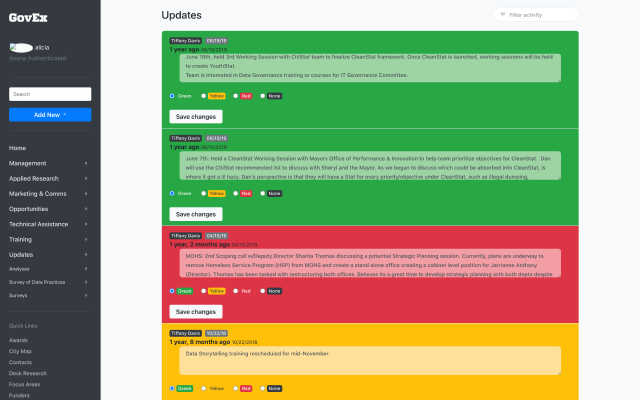 GovEx
alicia
Asana Authenticated
Search
Add New
Home
Management
Applied Research
Marketing & Comms
Opportunities
Technical Assistance
Training
Updates
Analyses
Survey of Data Practices
Surveys
Quick Links
Awards
City Map
Contacts
Desk Research
Focus Areas
Funders
Updates
Filter activity
Tiffany Davis 06/19/19
1 year ago 06/19/2019
June 18th, held 3rd Working Session with CitiStat team to finalize CleanStat framework. Once CleanStat is launched, working sessions will be held
to create YouthStat.
Team is interested in Data Governance training or courses for IT Governance Committee.
Green Yellow Red None
Save changes
Tiffany Davis 06/19/19
1 year ago 06/19/2019
June 7th: Held a CleanStat Working Session with Mayors Office of Performance & Innovation to help team prioritize objectives for CleanStat. Dan
will use the CitiStat recommended list to discuss with Sheryl and the Mayor. As we began to discuss which could be absorbed into CleanStat, is
where it got a lil hazy. Dan's perspective is that they will have a Stat for every priority/objective under CleanStat, such as illegal dumping,
Green Yellow Red None
Save changes
Tiffany Davis 04/15/19
1 year, 2 months ago 04/15/2019
MOHS: 2nd Scoping call w/Deputy Director Sharita Thomas discussing a potential Strategic Planning session. Currently, plans are underway to
remove Homeless Service Program (HSP) from MOHS and create a stand alone office creating a cabinet level position for Jerrianne Anthony
(Director). Thomas has been tasked with restructuring both offices. Believes its a great time to develop strategic planning with both depts despite
Green Yellow Red None
Save changes
Tiffany Davis 10/22/18
1 year, 8 months ago 10/22/2018
Data Storytelling training rescheduled for mid-November.
Green Yellow Red None